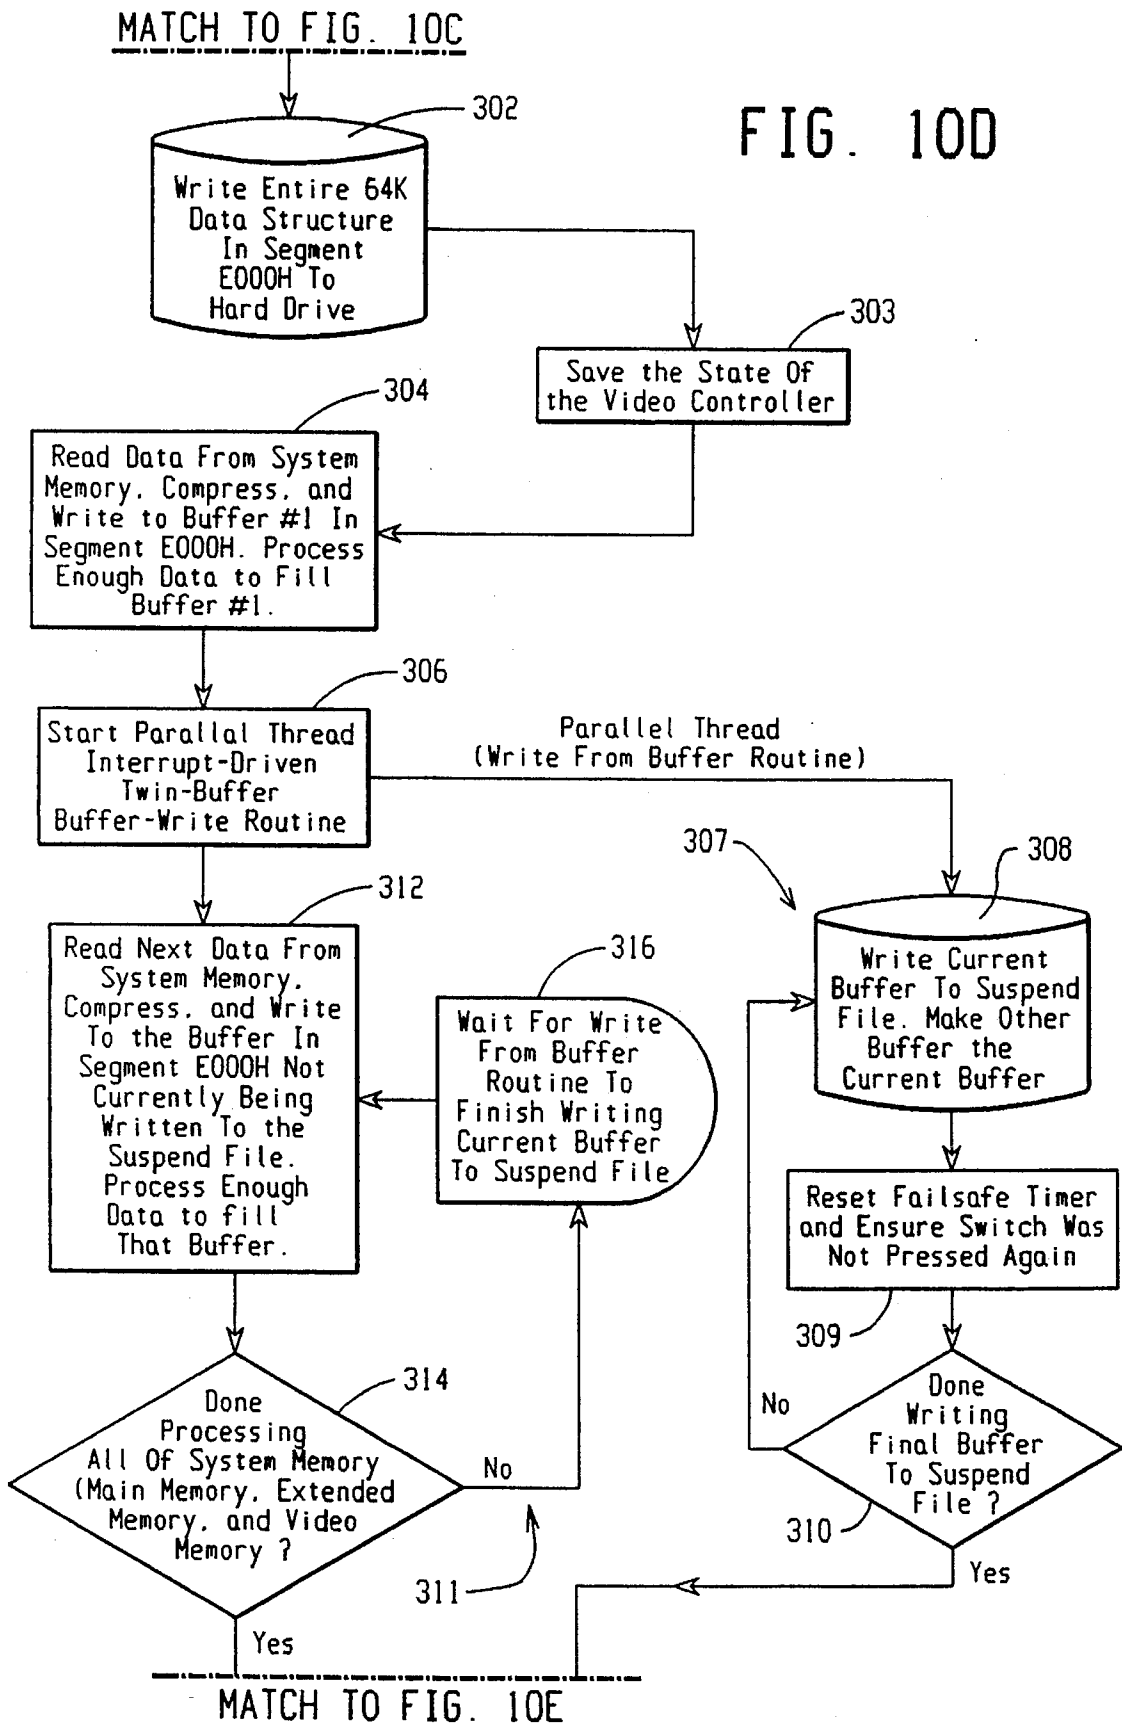 MATCH TO FIG. 10C
302
FIG. 10D
Write Entire 64K
Data Structure
In Segment
E000H To
Hard Drive
303
Save the State Of
the Video Controller
304
Read Data From System
Memory, Compress, and
Write to Buffer #1 In
Segment E000H. Process
Enough Data to Fill
Buffer #1.
306
Start Parallal Thread
Interrupt-Driven
Twin-Buffer
Buffer-Write Routine
Parallel Thread
(Write From Buffer Routine)
307
308
Write Current
Buffer To Suspend
File. Make Other
Buffer the
Current Buffer
312
Read Next Data From
System Memory,
Compress, and Write
To the Buffer In
Segment E000H Not
Currently Being
Written To the
Suspend File.
Process Enough
Data to fill
That Buffer.
316
Wait For Write
From Buffer
Routine To
Finish Writing
Current Buffer
To Suspend File
Reset Failsafe Timer
and Ensure Switch Was
Not Pressed Again
309
314
Done
Processing
All Of System Memory
(Main Memory, Extended
Memory, and Video
Memory ?
No
311
No
Done
Writing
Final Buffer
To Suspend
File ?
310
Yes
Yes
MATCH TO FIG. 10E